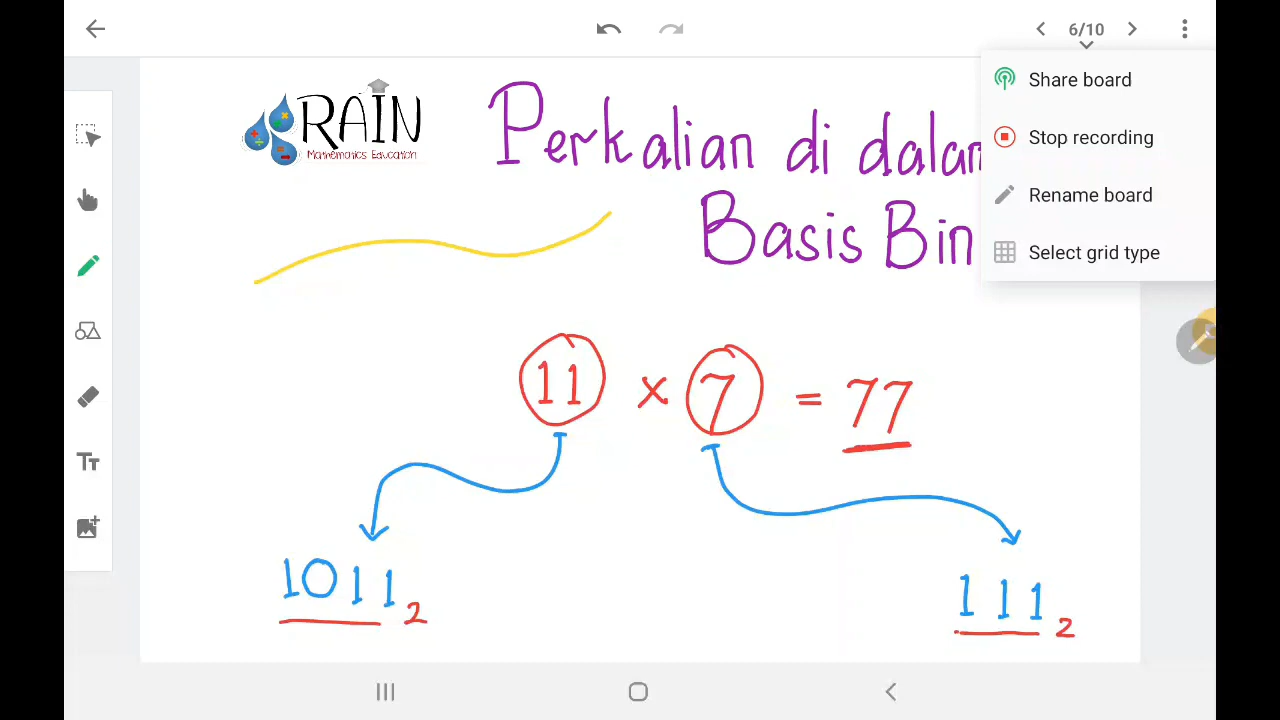 6/10
Share board
Stop recording
Rename board
Select grid type
RAIN
Mathematics Education
Perkalian di dalam
Basis Bin
11 × 7 = 77
1011₂
111₂
Tт